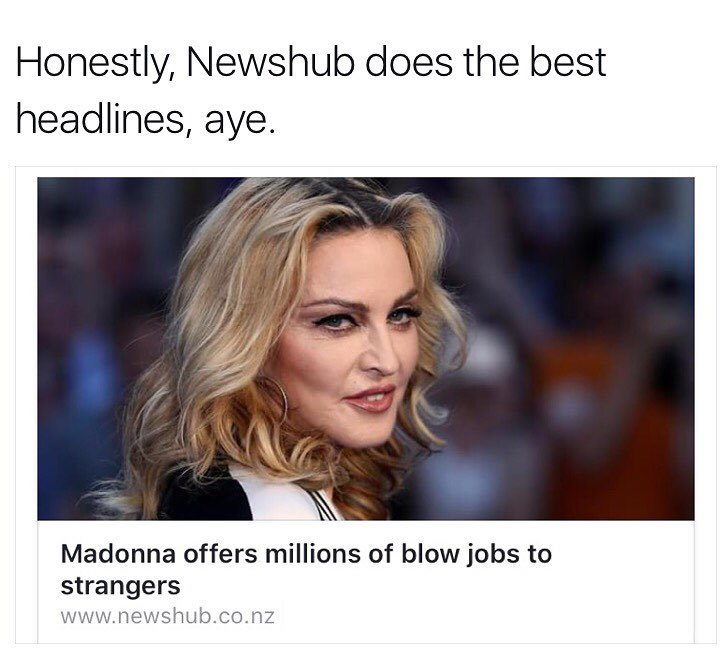 Honestly, Newshub does the best
headlines, aye.
Madonna offers millions of blow jobs to
strangers
www.newshub.co.nz